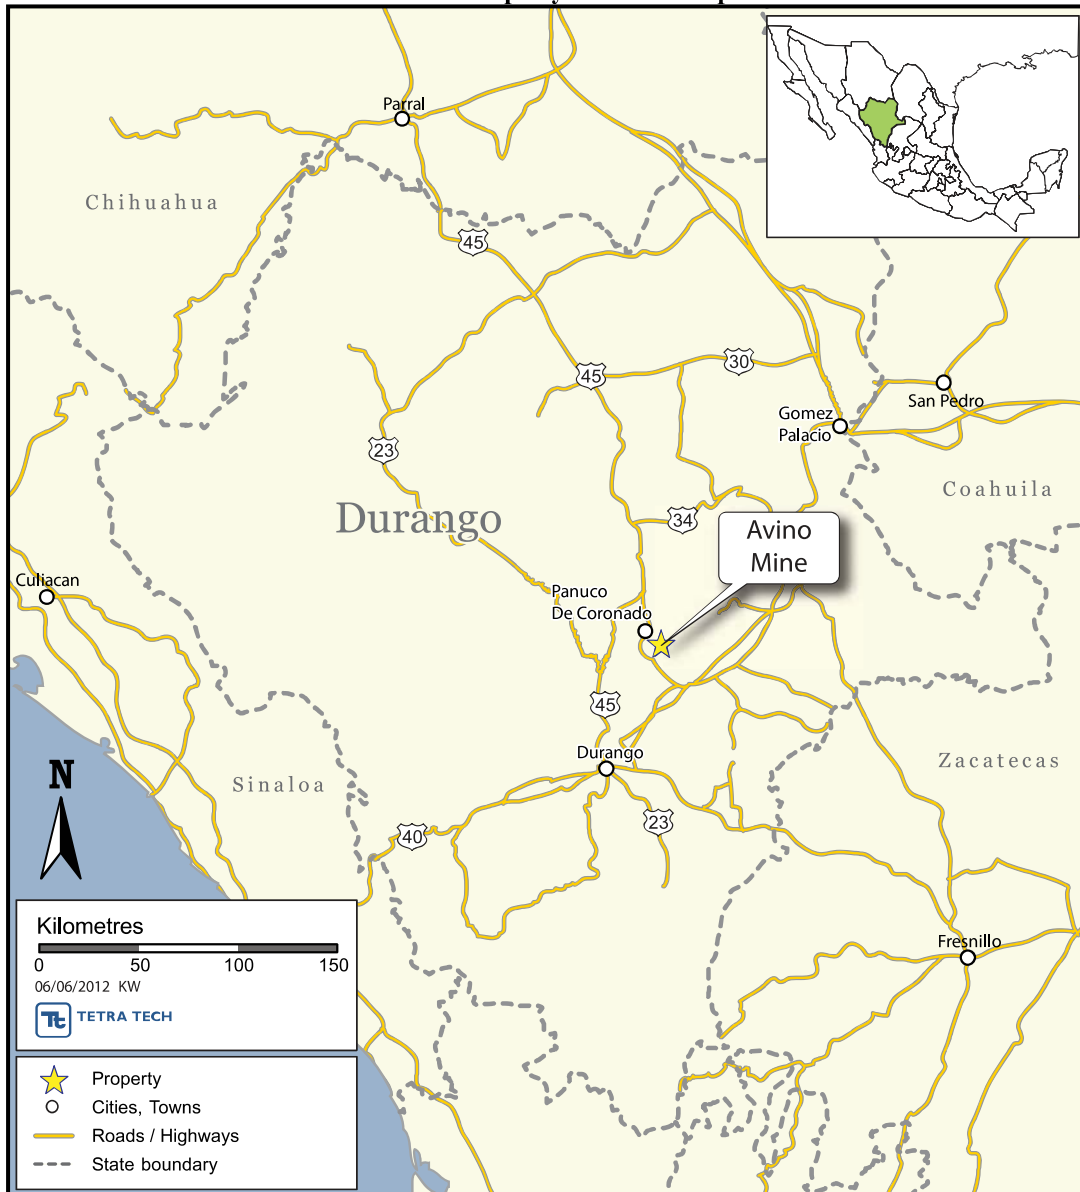 Parral
Chihuahua
45
45
30
San Pedro
Gomez
Palacio
23
Coahuila
Durango
34
Avino
Mine
Culiacan
Panuco
De Coronado
45
Durango
Zacatecas
N
Sinaloa
40
23
Fresnillo
Kilometres
0 50 100 150
06/06/2012 KW
Tt TETRA TECH
Property
Cities, Towns
Roads / Highways
State boundary